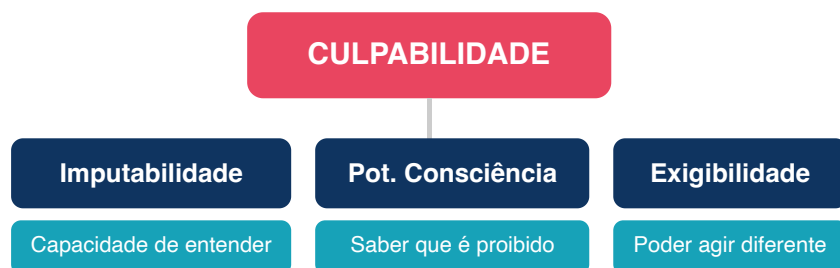 CULPABILIDADE
Imputabilidade
Pot. Consciência
Exigibilidade
Capacidade de entender
Saber que é proibido
Poder agir diferente